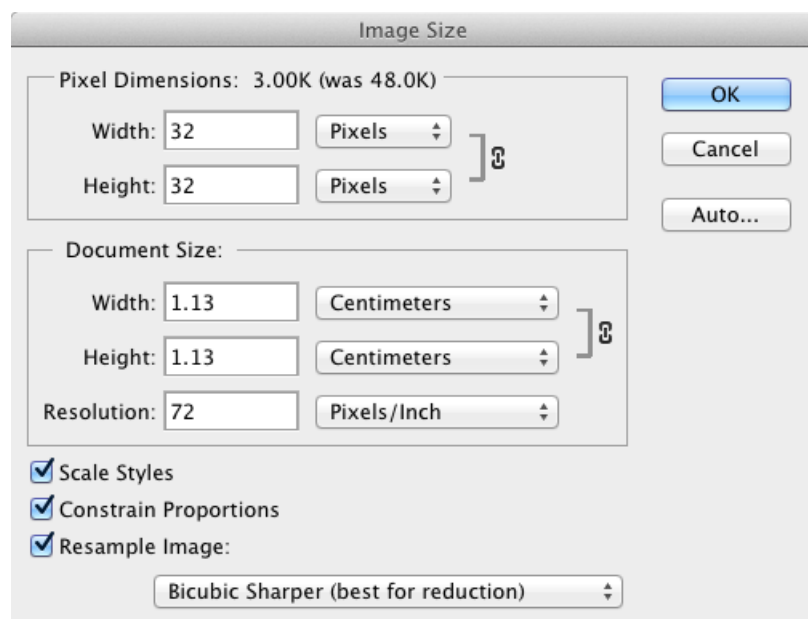 Image Size
Pixel Dimensions: 3.00K (was 48.0K)
Width: 32 Pixels
Height: 32 Pixels
Document Size:
Width: 1.13 Centimeters
Height: 1.13 Centimeters
Resolution: 72 Pixels/Inch
Scale Styles
Constrain Proportions
Resample Image:
Bicubic Sharper (best for reduction)
OK
Cancel
Auto...